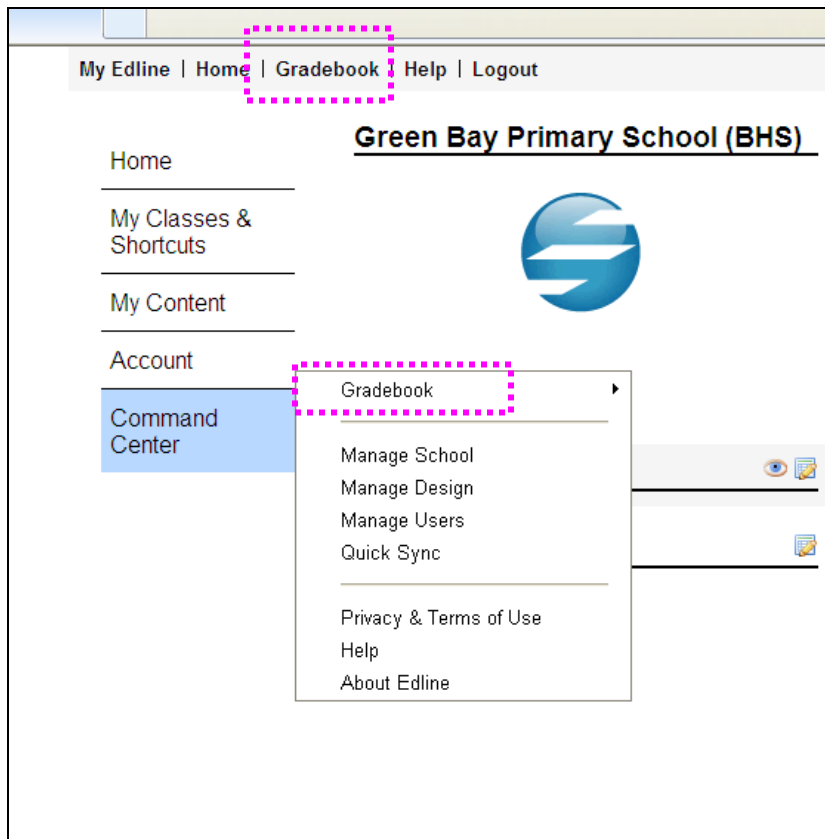 My Edline | Home | Gradebook | Help | Logout
Green Bay Primary School (BHS)
Home
My Classes &
Shortcuts
My Content
Account
Command
Center
Gradebook
Manage School
Manage Design
Manage Users
Quick Sync
Privacy & Terms of Use
Help
About Edline